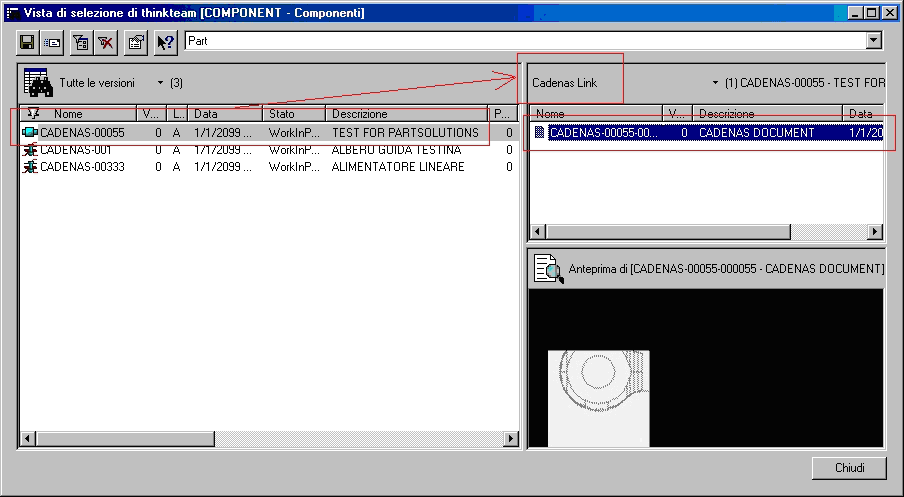 Vista di selezione di thinkteam [COMPONENT - Componenti]
Part
Tutte le versioni (3)
Nome V... L.. Data Stato Descrizione P...
CADENAS-00055 0 A 1/1/2099 ... WorkInP... TEST FOR PARTSOLUTIONS 0
CADENAS-001 0 A 1/1/2099 ... WorkInP... ALBERO GUIDA TESTINA 0
CADENAS-00333 0 A 1/1/2099 ... WorkInP... ALIMENTATORE LINEARE 0
Cadenas Link (1) CADENAS-00055 - TEST FOR
Nome V... Descrizione Data
CADENAS-00055-00... 0 CADENAS DOCUMENT 1/1/20
Anteprima di [CADENAS-00055-000055 - CADENAS DOCUMENT]
Chiudi